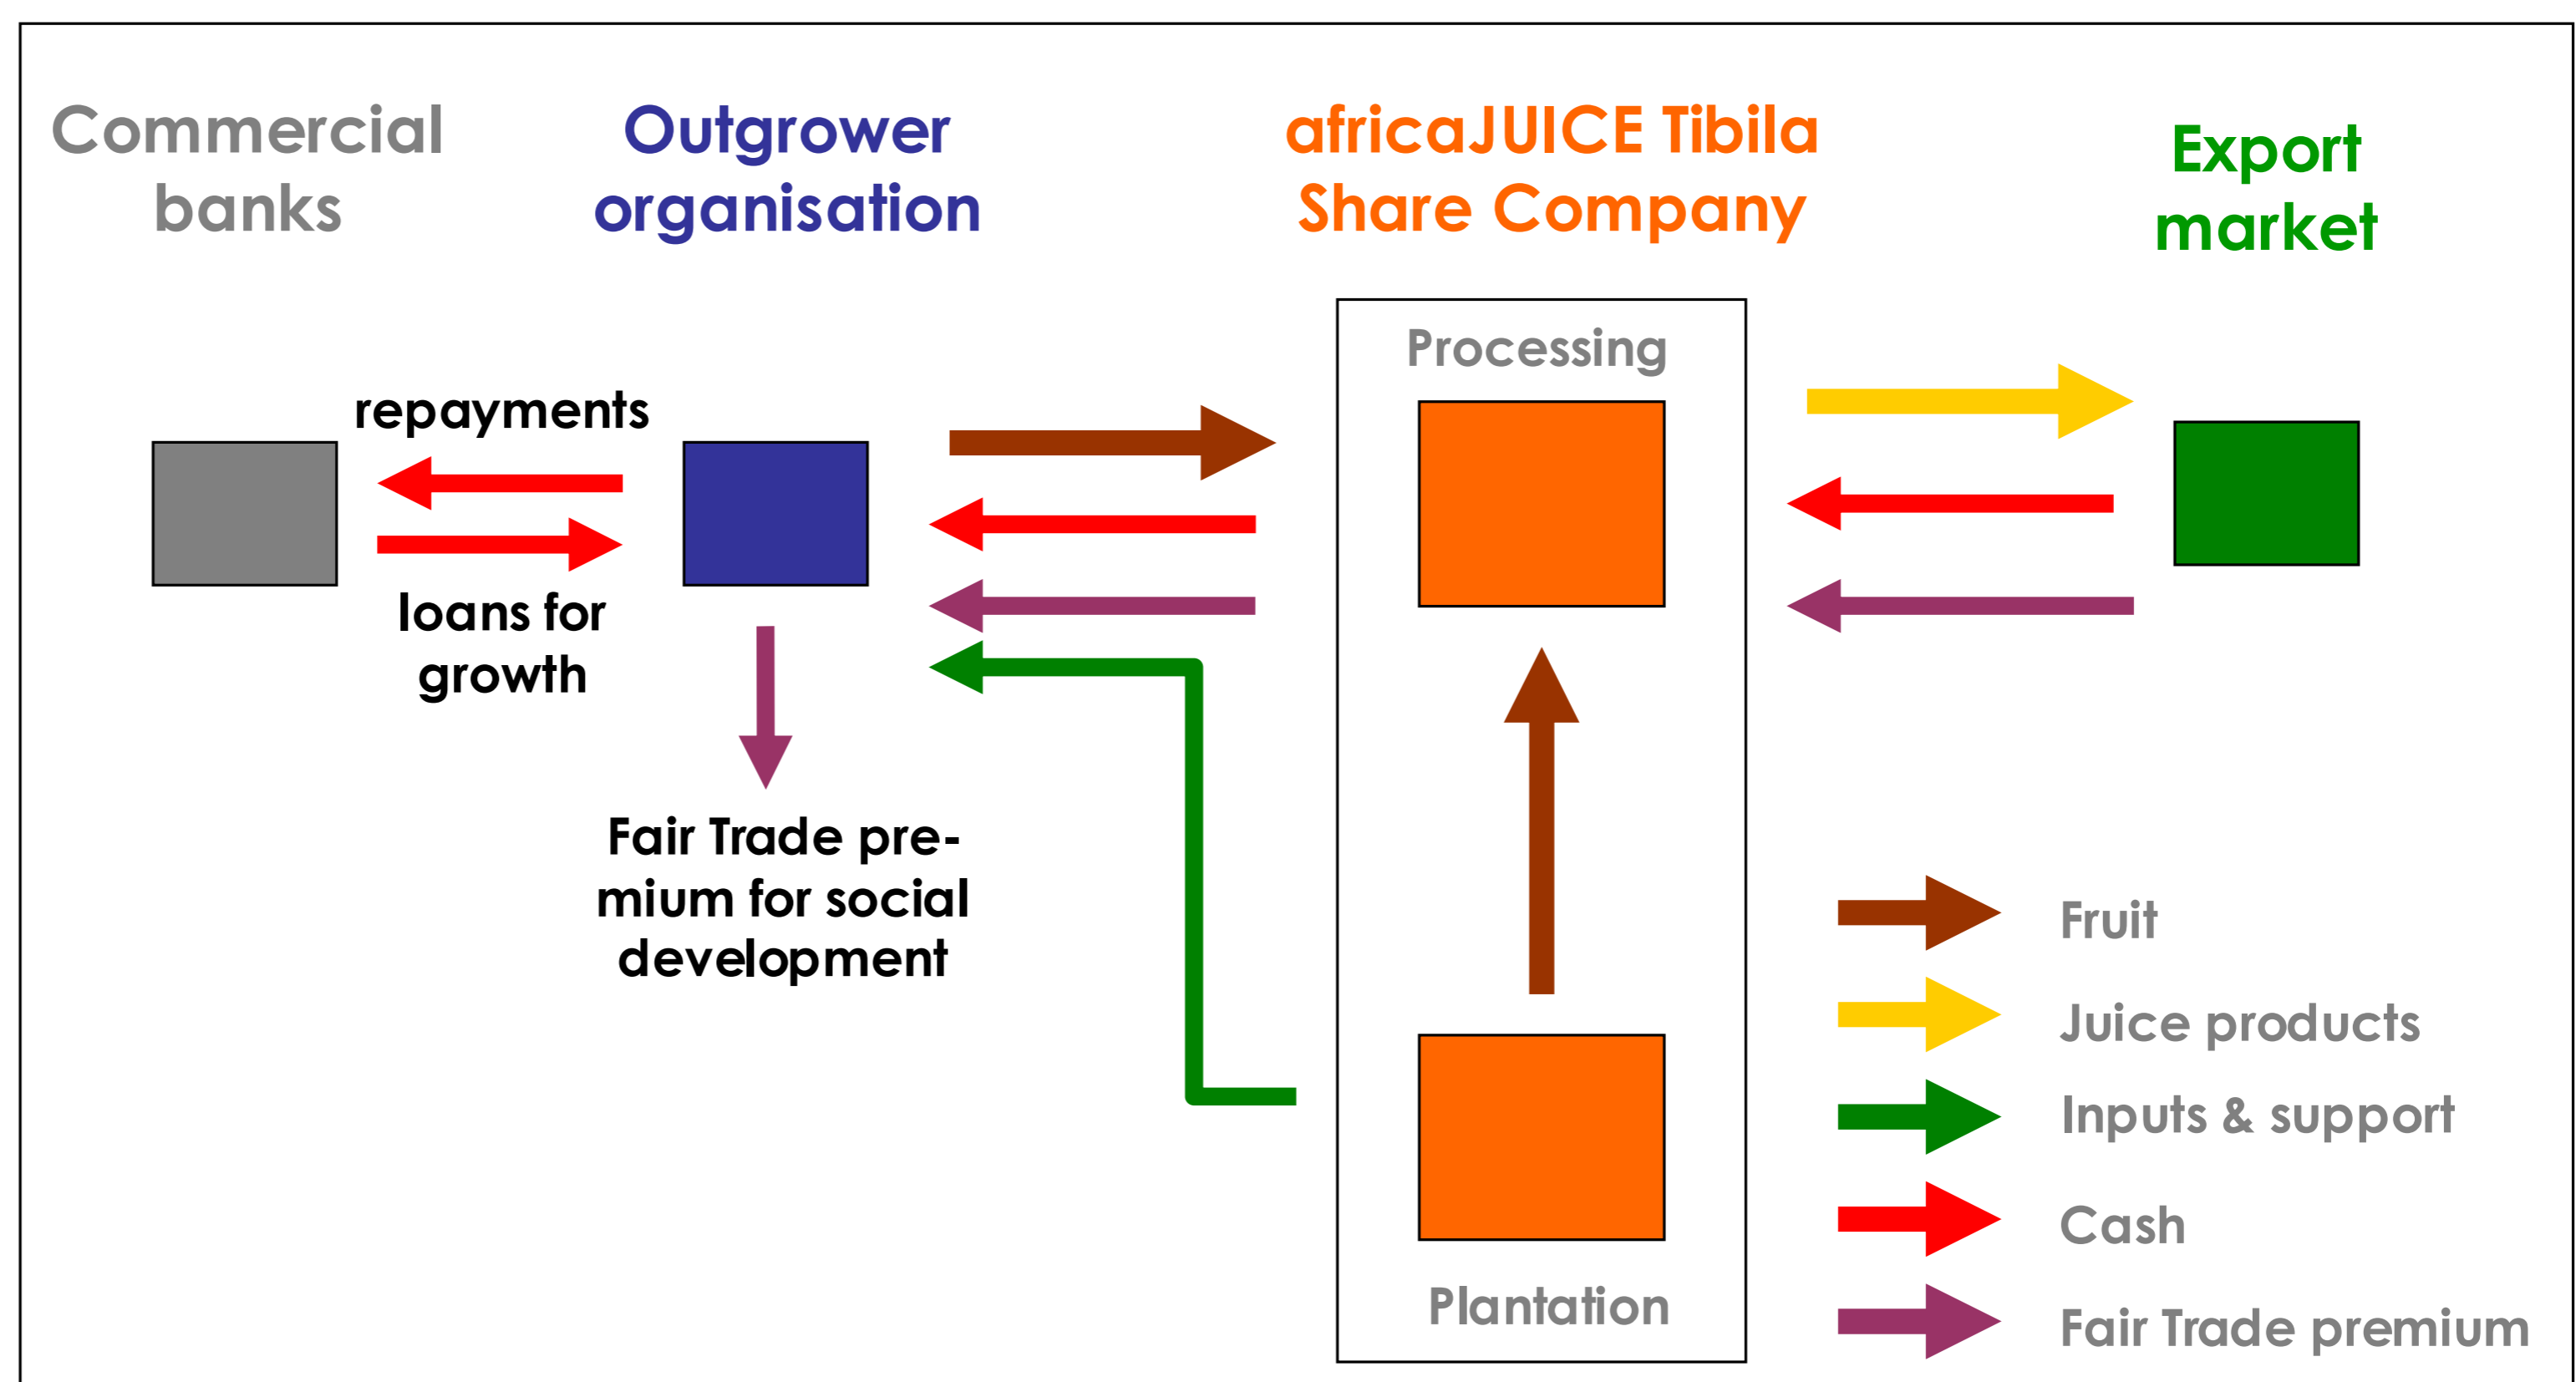 Commercial
banks
Outgrower
organisation
africaJUICE Tibila
Share Company
Export
market
Processing
repayments
loans for
growth
Fair Trade pre-
mium for social
development
Plantation
Fruit
Juice products
Inputs & support
Cash
Fair Trade premium